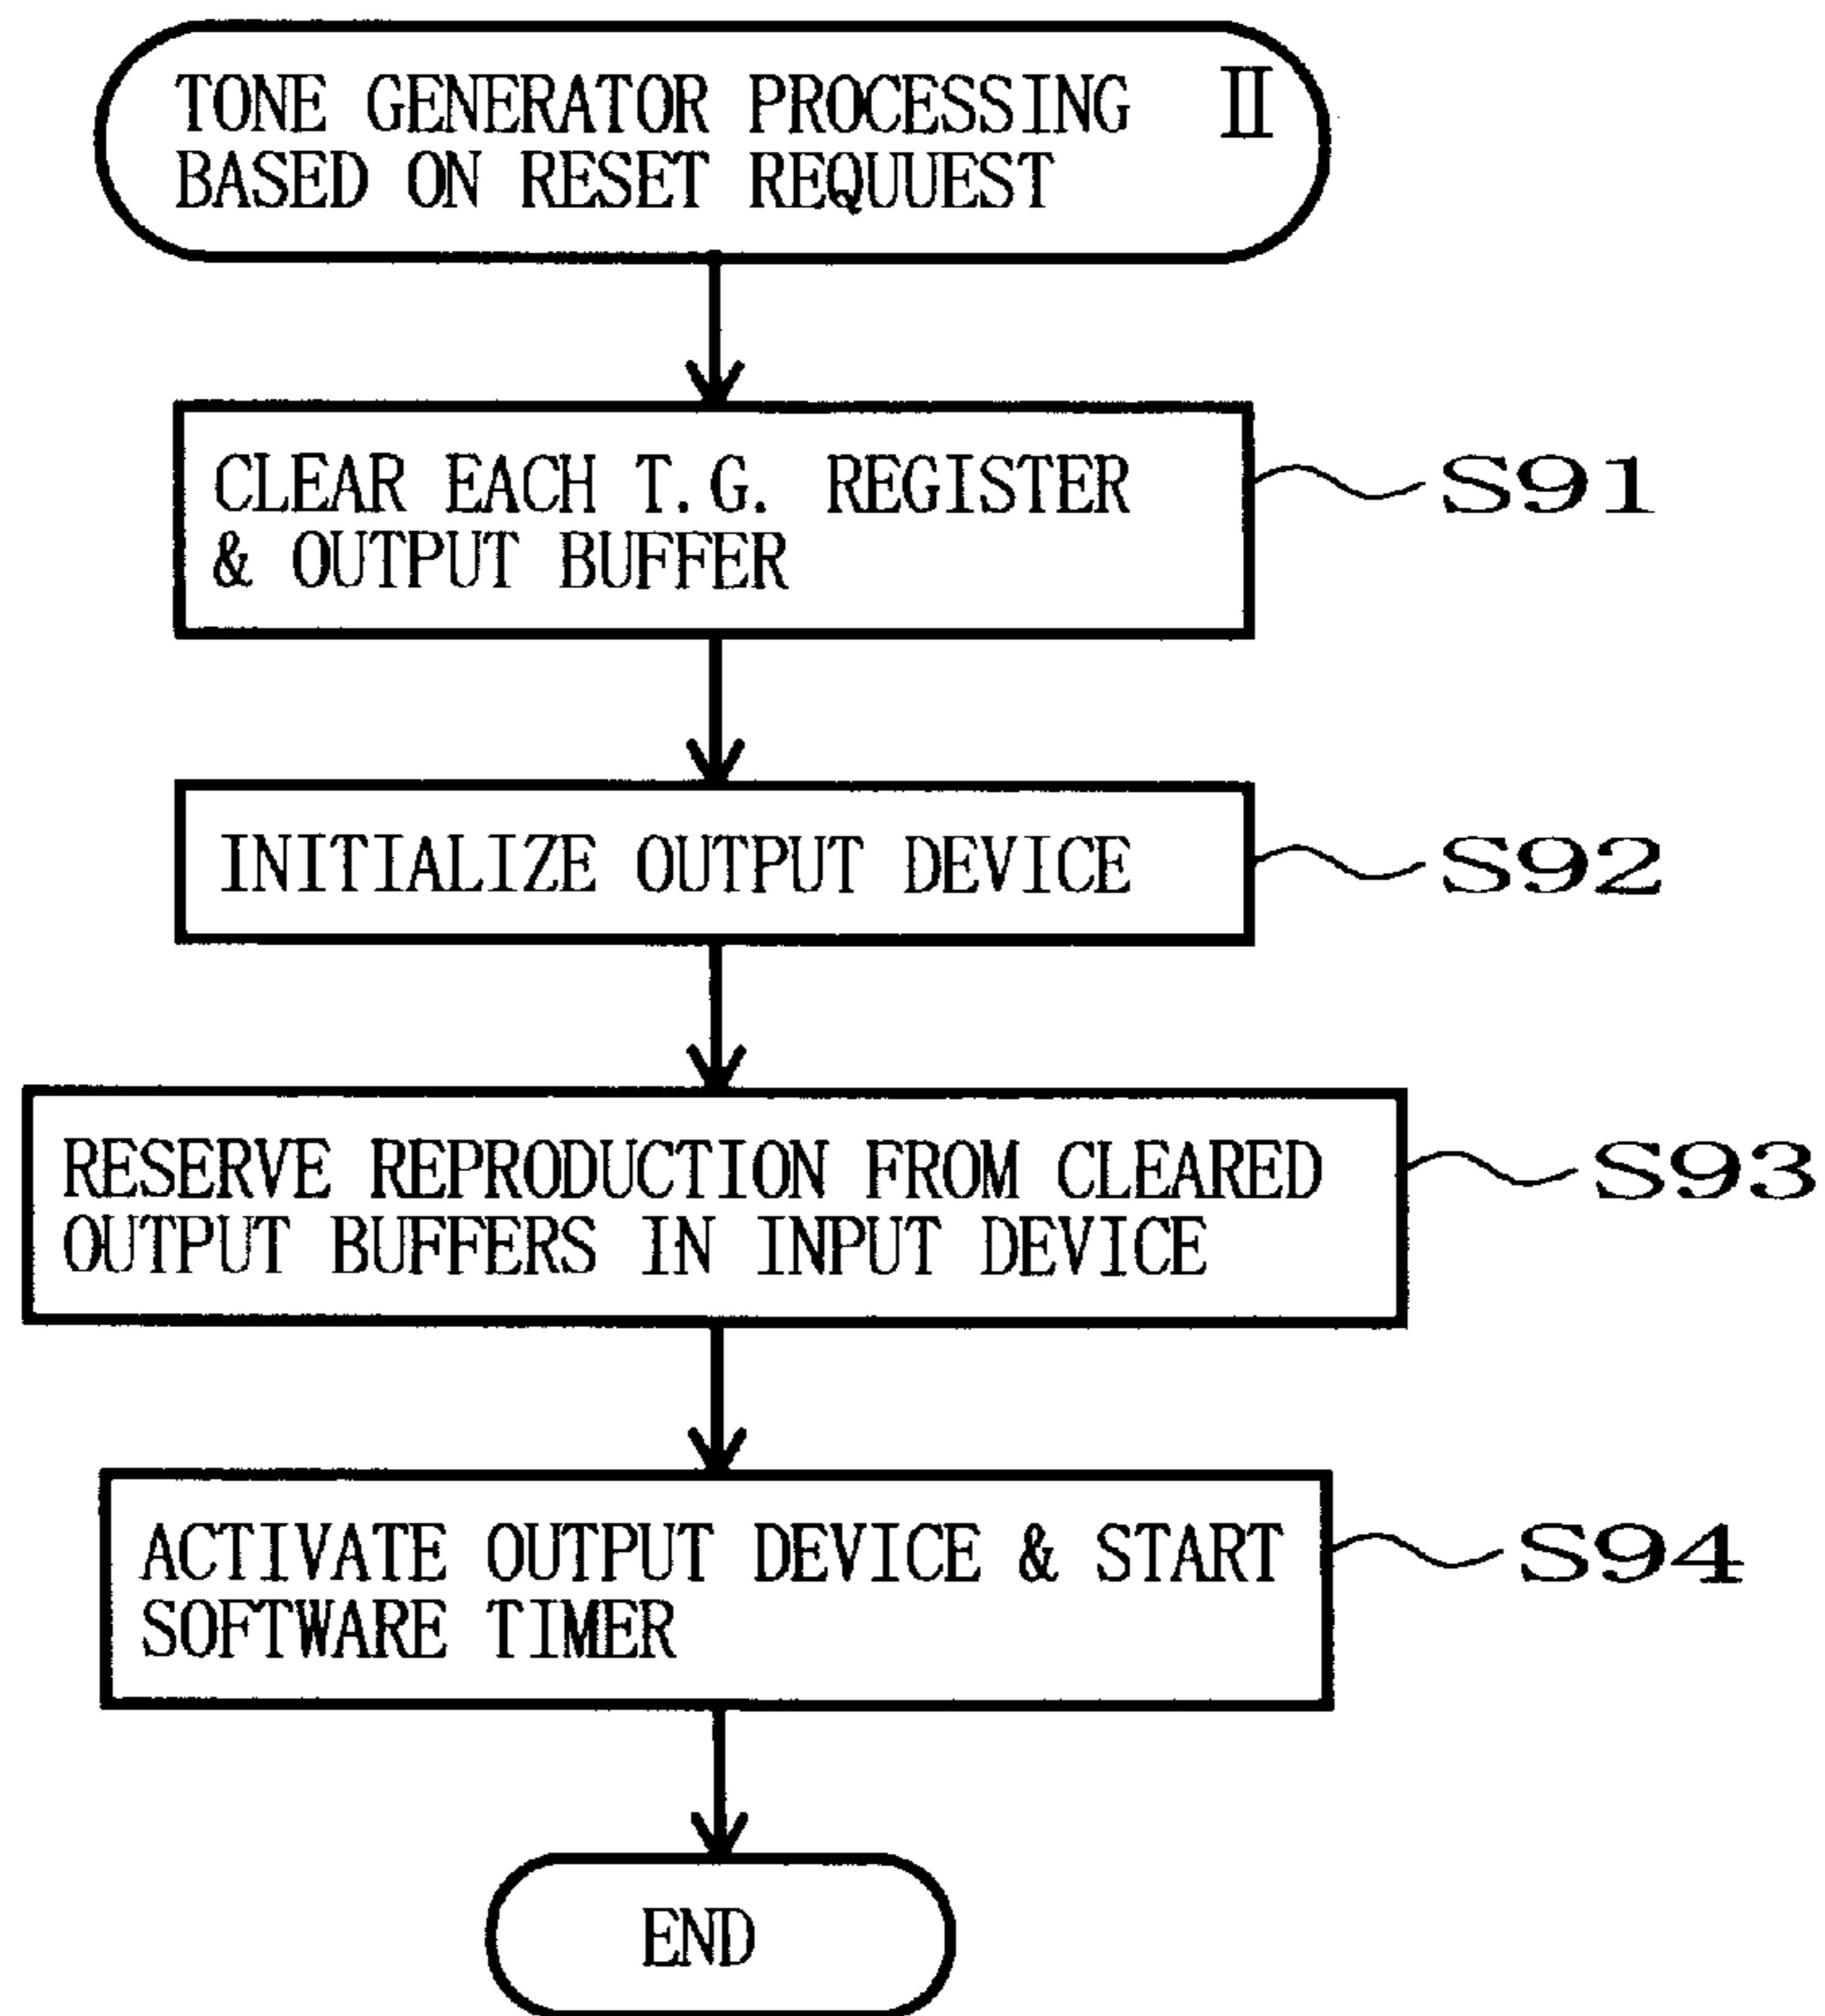 TONE GENERATOR PROCESSING II
BASED ON RESET REQUUEST
CLEAR EACH T.G. REGISTER
& OUTPUT BUFFER
S91
INITIALIZE OUTPUT DEVICE
S92
RESERVE REPRODUCTION FROM CLEARED
OUTPUT BUFFERS IN INPUT DEVICE
S93
ACTIVATE OUTPUT DEVICE & START
SOFTWARE TIMER
S94
END